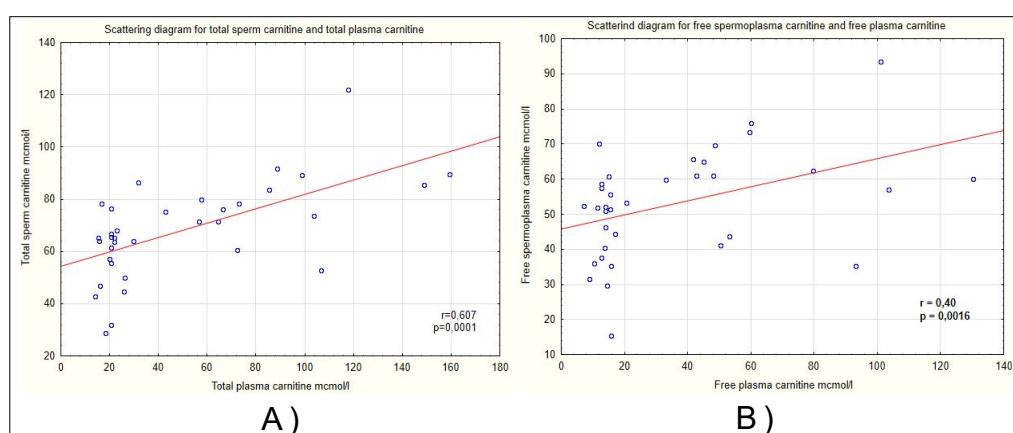 Scattering diagram for total sperm carnitine and total plasma carnitine
140
120
100
80
60
40
20
Total sperm carnitine mcmol/l
r=0,607
p=0,0001
0 20 40 60 80 100 120 140 160 180
Total plasma carnitine mcmol/l
A )
Scatterind diagram for free spermoplasma carnitine and free plasma carnitine
100
90
80
70
60
50
40
30
20
10
Free spermoplasma carnitine mcmol/l
r = 0,40
p = 0,0016
0 20 40 60 80 100 120 140
Free plasma carnitine mcmol/l
B )